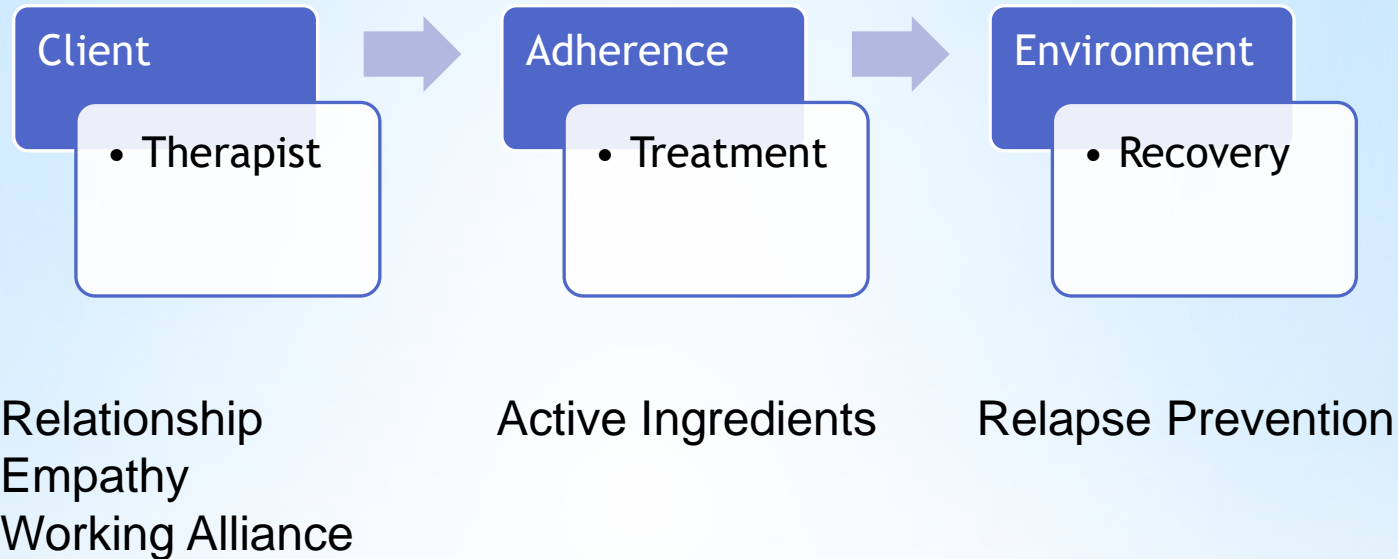 Client
• Therapist
Adherence
• Treatment
Environment
• Recovery
Relationship
Empathy
Working Alliance
Active Ingredients
Relapse Prevention